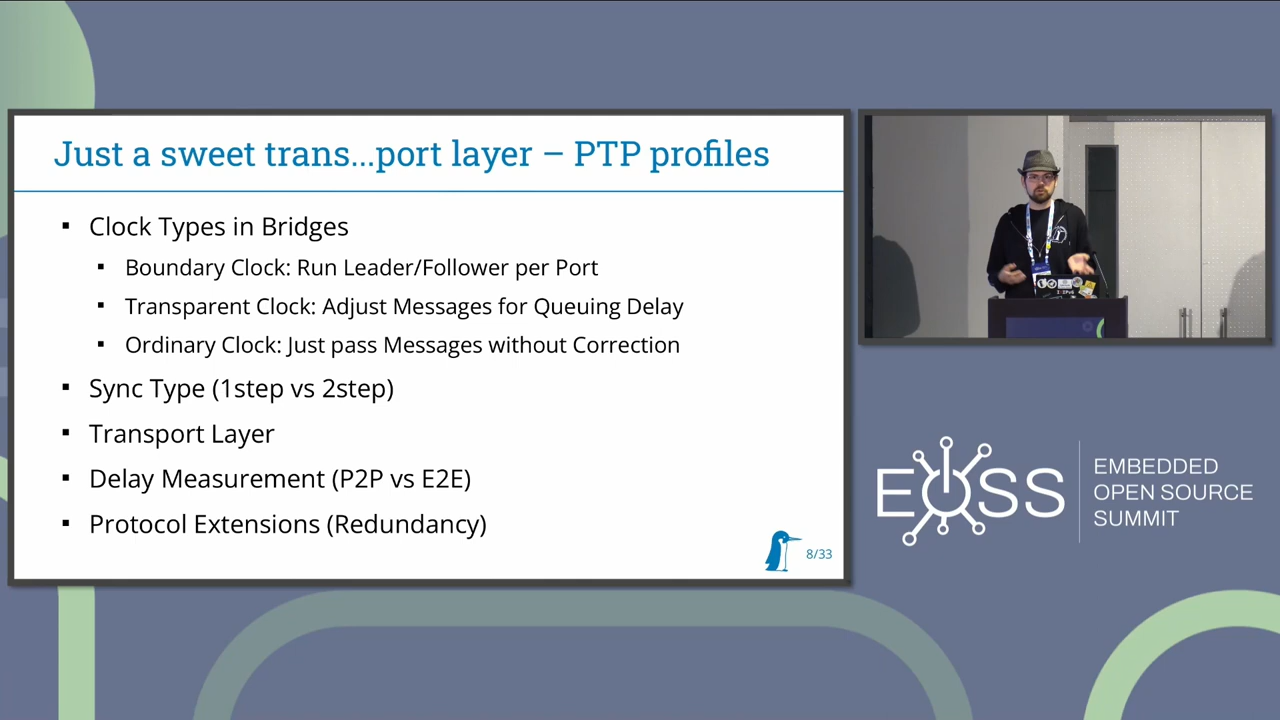 Just a sweet trans...port layer – PTP profiles
Clock Types in Bridges
Boundary Clock: Run Leader/Follower per Port
Transparent Clock: Adjust Messages for Queuing Delay
Ordinary Clock: Just pass Messages without Correction
Sync Type (1step vs 2step)
Transport Layer
Delay Measurement (P2P vs E2E)
Protocol Extensions (Redundancy)
8/33
EOSS
EMBEDDED
OPEN SOURCE
SUMMIT